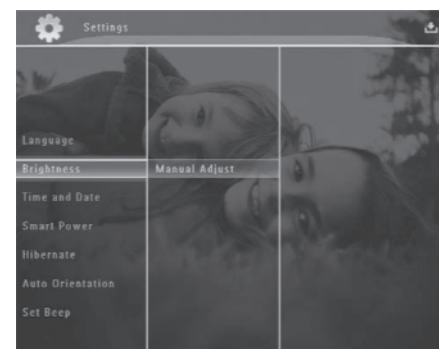 Settings
Language
Brightness
Manual Adjust
Time and Date
Smart Power
Hibernate
Auto Orientation
Set Beep